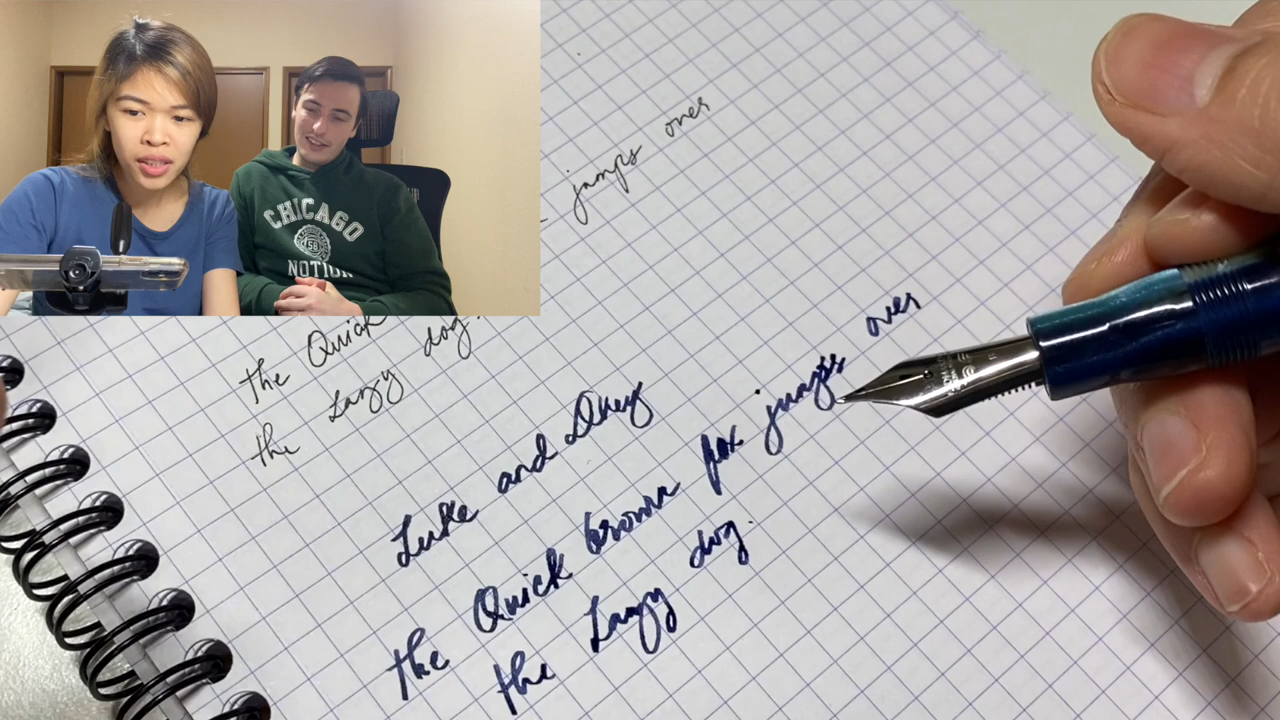 CHICAGO
58
NOTION
jumps over
the Quick
the Lazy dog.
Luke and
the Quick brown fox jumps over
the Lazy dog.